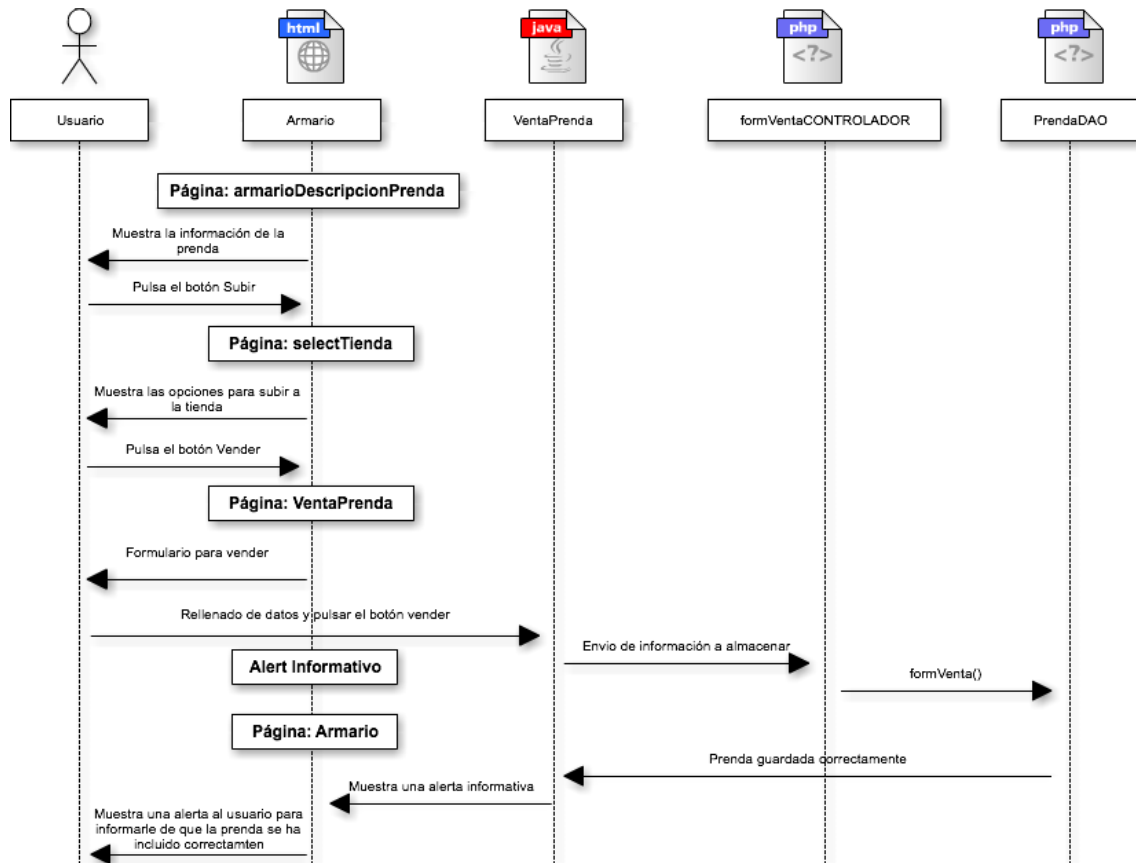 html
java
php
php
Usuario
Armario
VentaPrenda
formVentaCONTROLADOR
PrendaDAO
Página: armarioDescripcionPrenda
Muestra la información de la
prenda
Pulsa el botón Subir
Página: selectTienda
Muestra las opciones para subir a
la tienda
Pulsa el botón Vender
Página: VentaPrenda
Formulario para vender
Rellenado de datos y pulsar el botón vender
Envio de información a almacenar
Alert Informativo
formVenta()
Página: Armario
Prenda guardada correctamente
Muestra una alerta informativa
Muestra una alerta al usuario para
informarle de que la prenda se ha
incluido correctamten